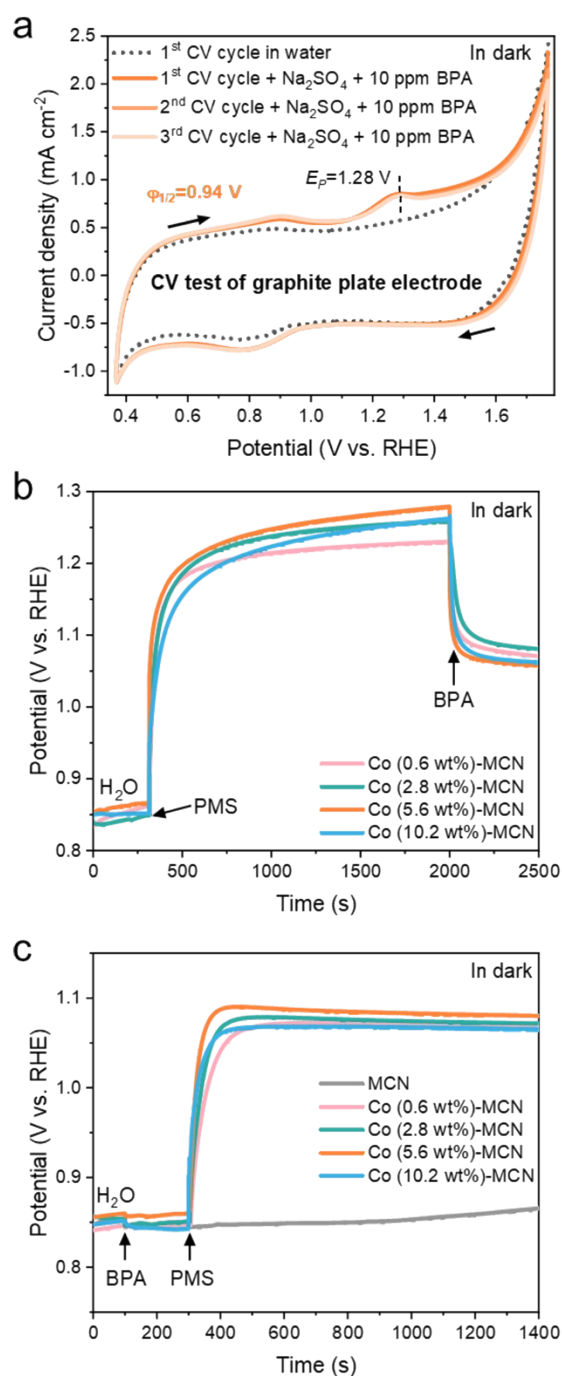 a
In dark
1st CV cycle in water
1st CV cycle + Na2SO4 + 10 ppm BPA
2nd CV cycle + Na2SO4 + 10 ppm BPA
3rd CV cycle + Na2SO4 + 10 ppm BPA
φ1/2=0.94 V
EP=1.28 V
CV test of graphite plate electrode
2.5
2.0
1.5
1.0
0.5
0.0
-0.5
-1.0
Current density (mA cm-2)
0.4 0.6 0.8 1.0 1.2 1.4 1.6
Potential (V vs. RHE)
b
In dark
1.3
1.2
1.1
1.0
0.9
0.8
Potential (V vs. RHE)
H2O
PMS
BPA
Co (0.6 wt%)-MCN
Co (2.8 wt%)-MCN
Co (5.6 wt%)-MCN
Co (10.2 wt%)-MCN
0 500 1000 1500 2000 2500
Time (s)
c
In dark
1.1
1.0
0.9
0.8
Potential (V vs. RHE)
MCN
Co (0.6 wt%)-MCN
Co (2.8 wt%)-MCN
Co (5.6 wt%)-MCN
Co (10.2 wt%)-MCN
H2O
BPA
PMS
0 200 400 600 800 1000 1200 1400
Time (s)